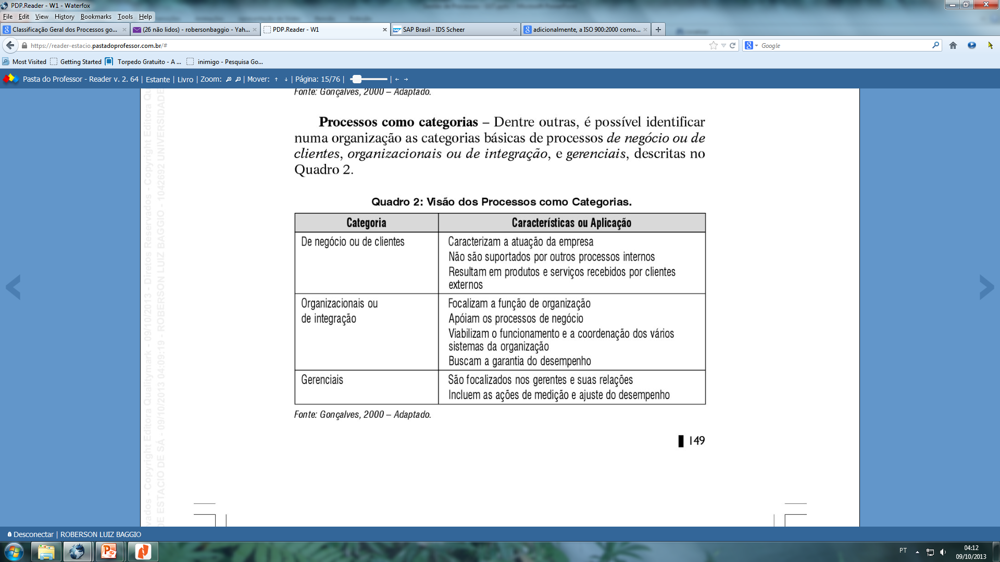 PDP.Reader - W1 - Waterfox
File Edit View History Bookmarks Tools Help
Classificação Geral dos Processos go...
(26 não lidos) - robersonbaggio - Yah...
PDP.Reader - W1
SAP Brasil - IDS Scheer
adicionalmente, a ISO 900:2000 como...
https://reader-estacio.pastadoprofessor.com.br/#
Google
Most Visited Getting Started Torpedo Gratuito - A ... inimigo - Pesquisa Go...
Pasta do Professor - Reader v. 2. 64 | Estante | Livro | Zoom: | Mover: ↑ ↓ | Página: 15/76 | | ← →
Fonte: Gonçalves, 2000 – Adaptado.
Processos como categorias – Dentre outras, é possível identificar
numa organização as categorias básicas de processos de negócio ou de
clientes, organizacionais ou de integração, e gerenciais, descritas no
Quadro 2.
Quadro 2: Visão dos Processos como Categorias.
Categoria
Características ou Aplicação
De negócio ou de clientes
Caracterizam a atuação da empresa
Não são suportados por outros processos internos
Resultam em produtos e serviços recebidos por clientes
externos
Organizacionais ou
de integração
Focalizam a função de organização
Apóiam os processos de negócio
Viabilizam o funcionamento e a coordenação dos vários
sistemas da organização
Buscam a garantia do desempenho
Gerenciais
São focalizados nos gerentes e suas relações
Incluem as ações de medição e ajuste do desempenho
Fonte: Gonçalves, 2000 – Adaptado.
149
vados - Copyright Editora Qualitymark - 09/10/2013 - Diretos Reservados - Copyright Editora Qu
DE ESTACIO DE SÁ - 09/10/2013 04:09:19 - ROBERSON LUIZ BAGGIO - 1042692 UNIVERSIDADE
Desconectar | ROBERSON LUIZ BAGGIO
PT
04:12
09/10/2013